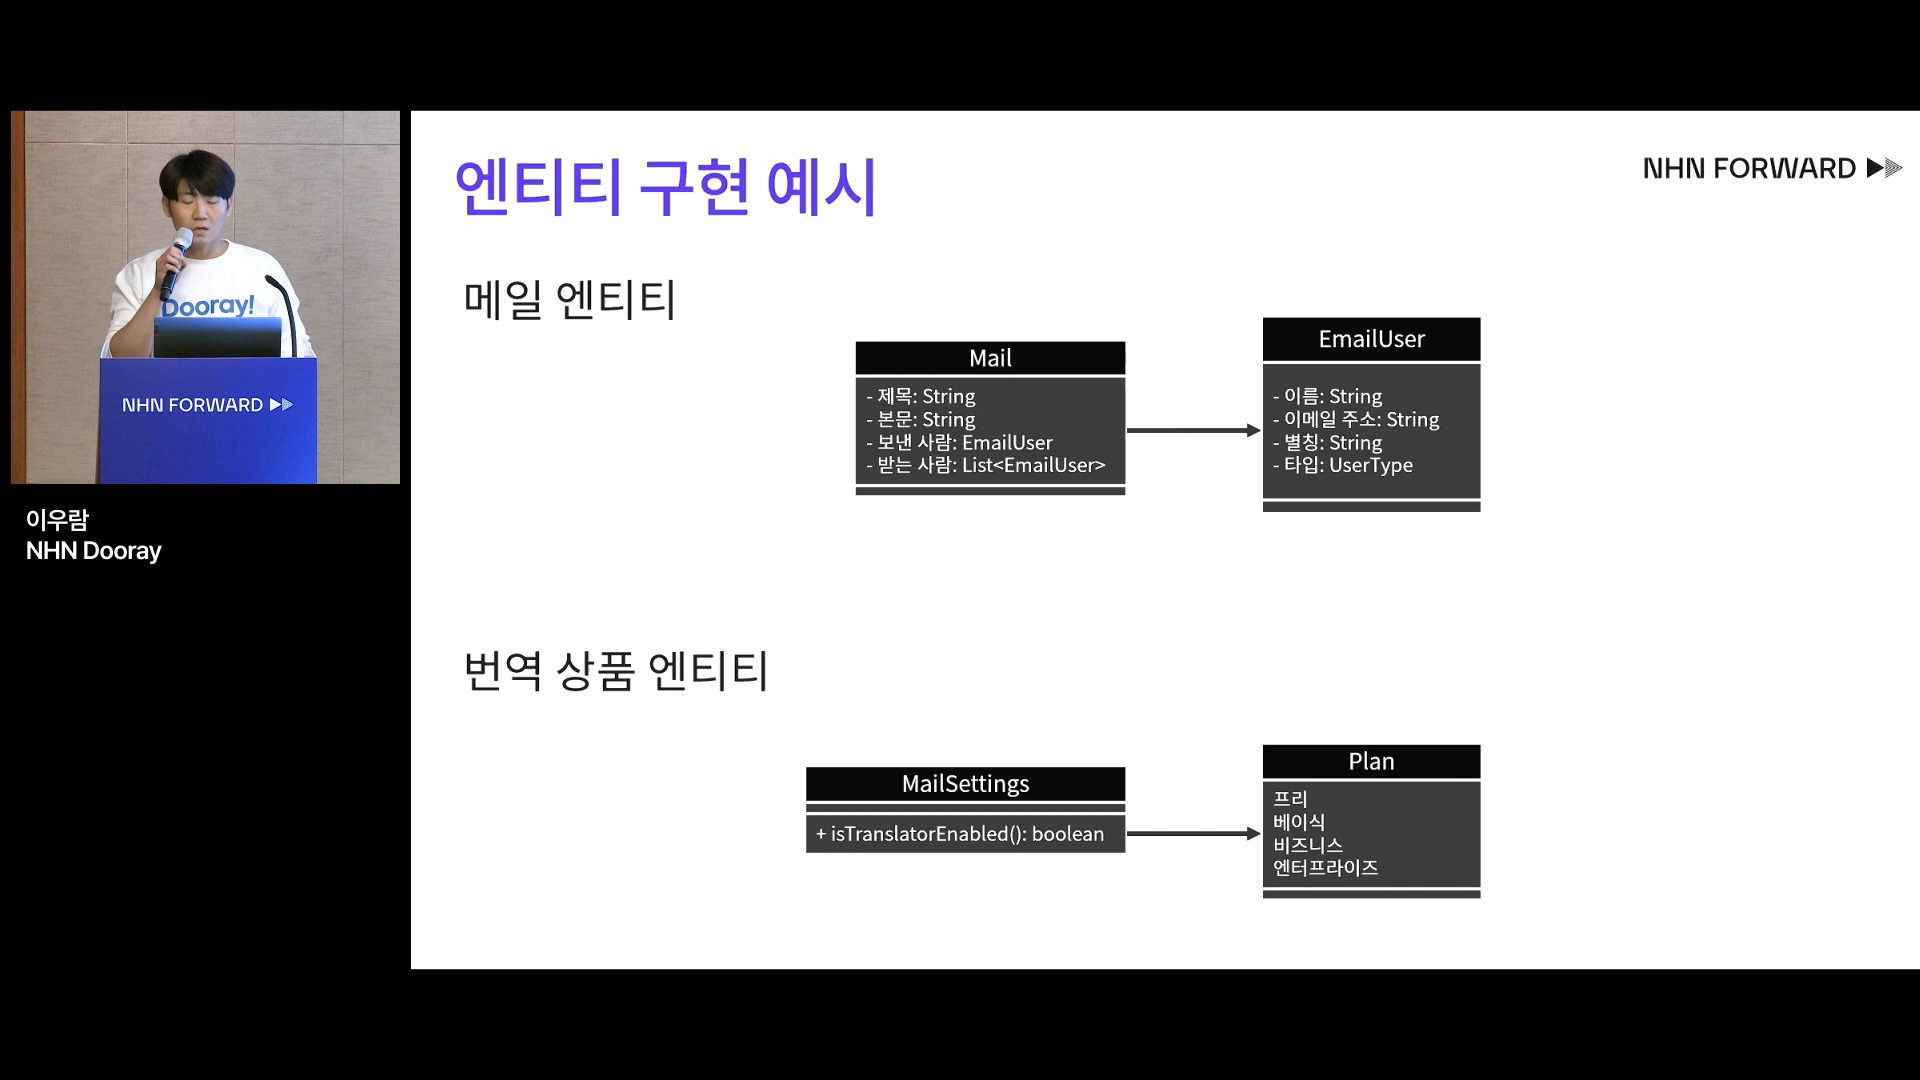 엔티티 구현 예시
NHN FORWARD
메일 엔티티
Mail
- 제목: String
- 본문: String
- 보낸 사람: EmailUser
- 받는 사람: List<EmailUser>
EmailUser
- 이름: String
- 이메일 주소: String
- 별칭: String
- 타입: UserType
번역 상품 엔티티
MailSettings
+ isTranslatorEnabled(): boolean
Plan
프리
베이식
비즈니스
엔터프라이즈
Dooray!
NHN FORWARD
이우람
NHN Dooray